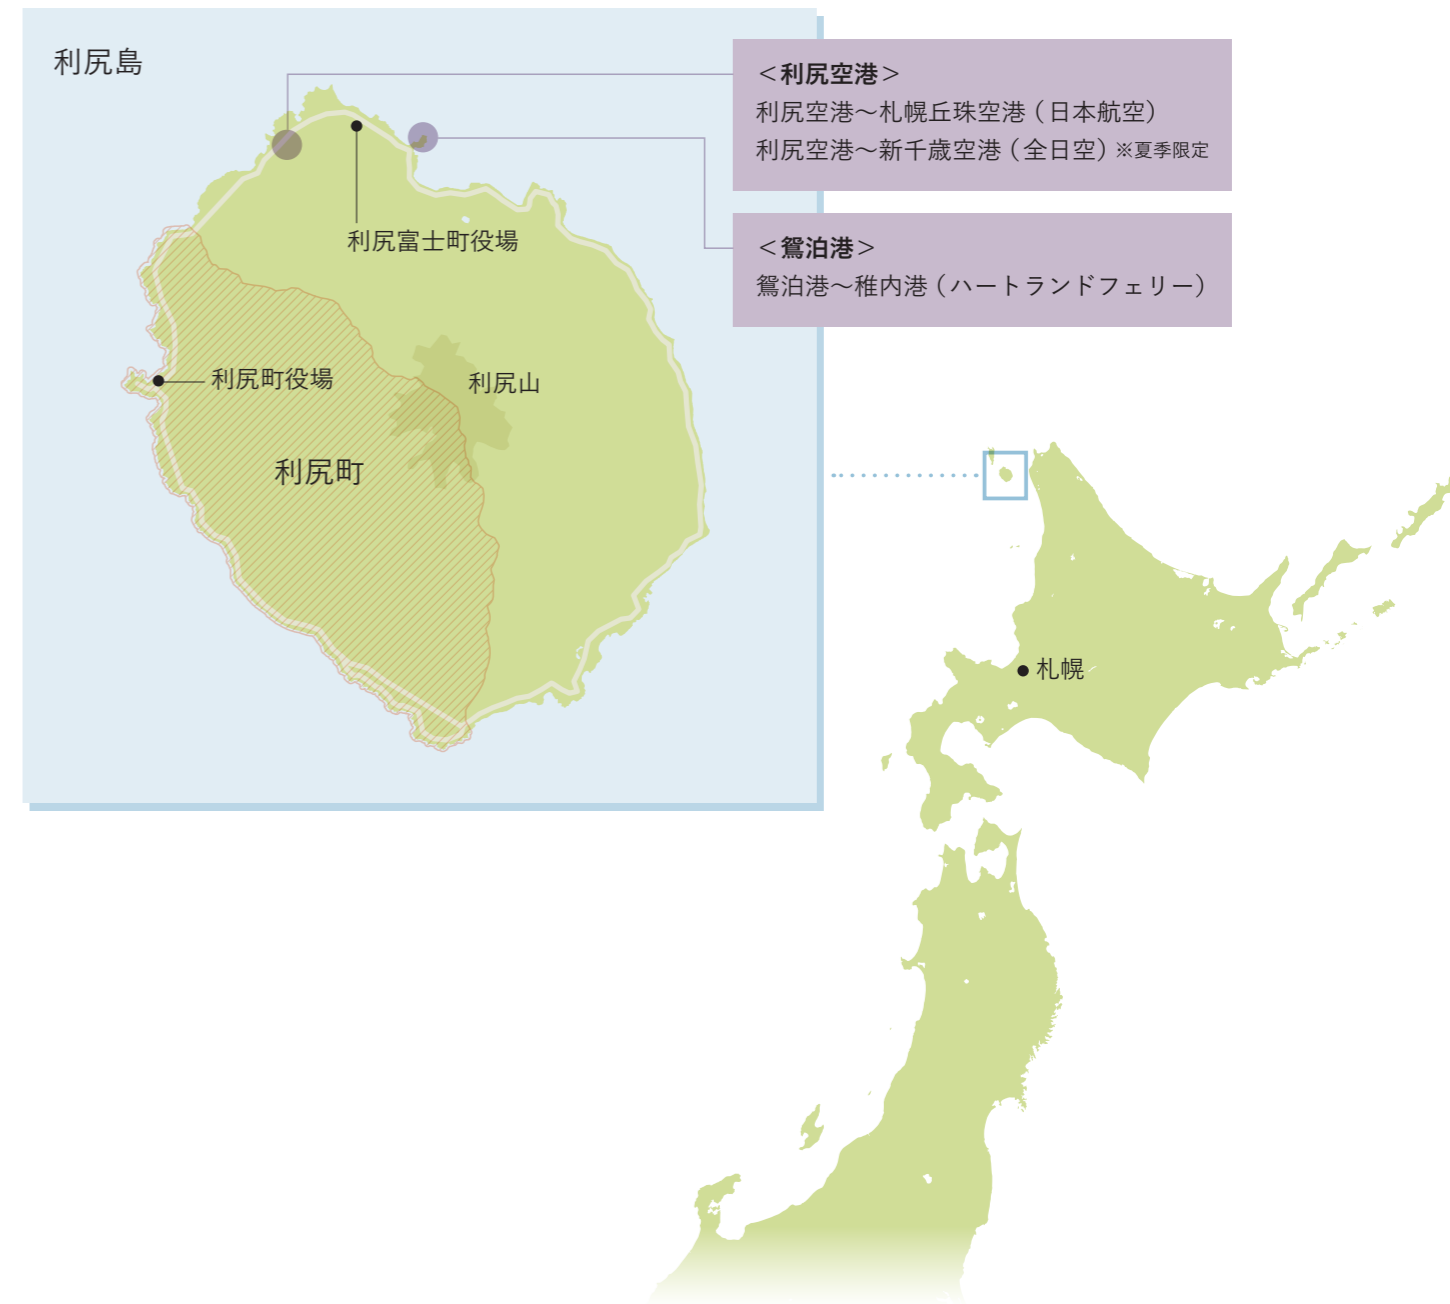 利尻島
＜利尻空港＞
利尻空港〜札幌丘珠空港（日本航空）
利尻空港〜新千歳空港（全日空）※夏季限定
＜鴛泊港＞
鴛泊港〜稚内港（ハートランドフェリー）
利尻富士町役場
利尻町役場
利尻山
利尻町
札幌